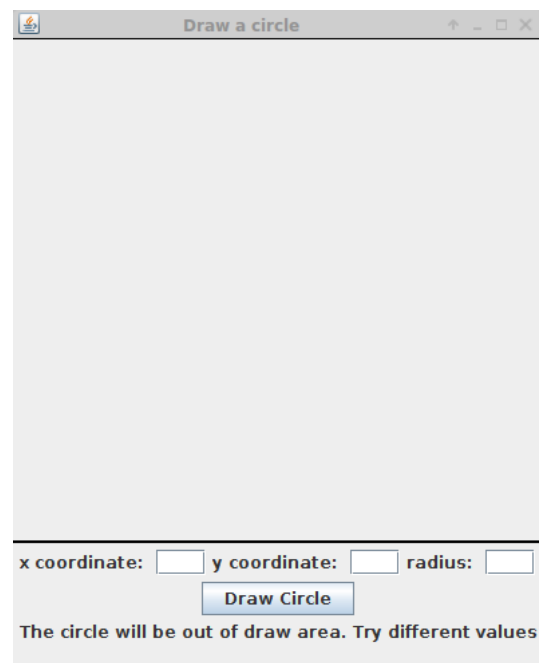 Draw a circle
x coordinate: y coordinate: radius:
Draw Circle
The circle will be out of draw area. Try different values